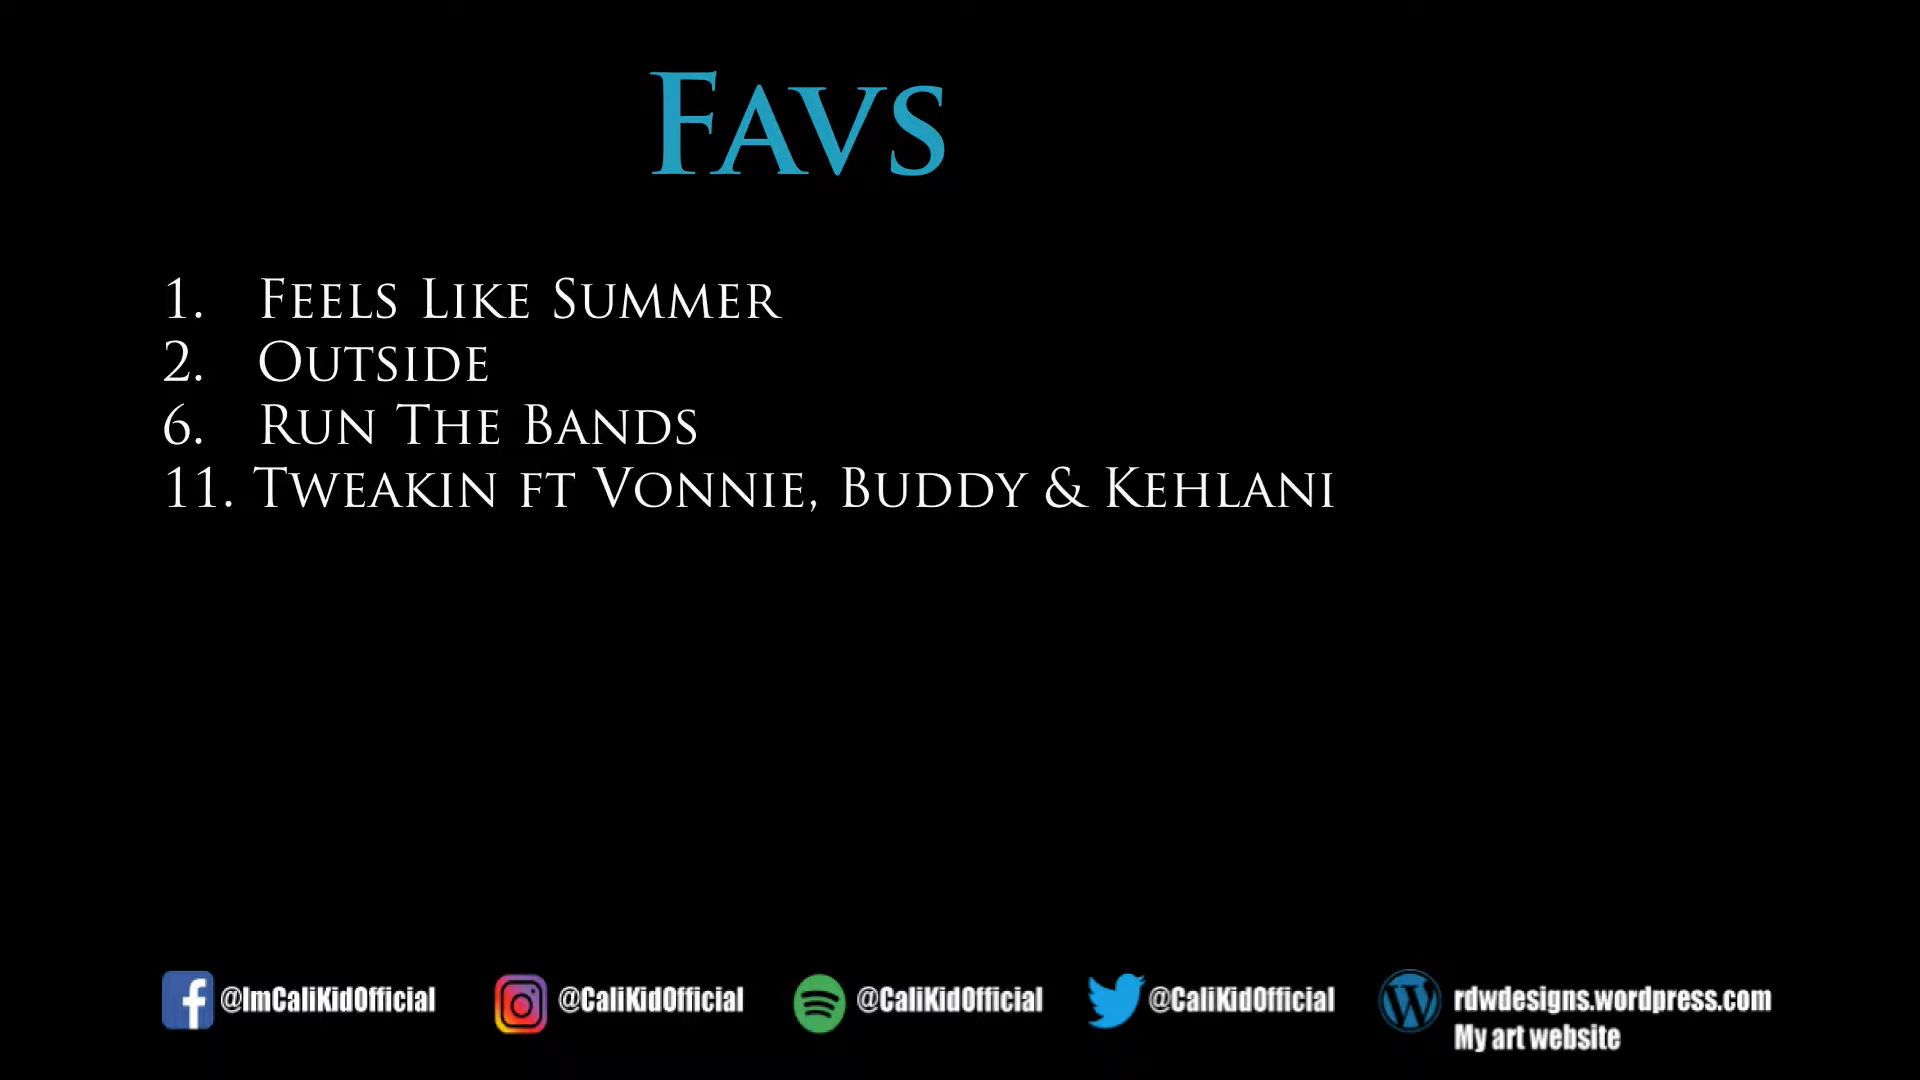 Favs
1. Feels Like Summer
2. Outside
6. Run The Bands
11. Tweakin ft Vonnie, Buddy & Kehlani
@ImCaliKidOfficial @CaliKidOfficial @CaliKidOfficial @CaliKidOfficial rdwdesigns.wordpress.com
My art website